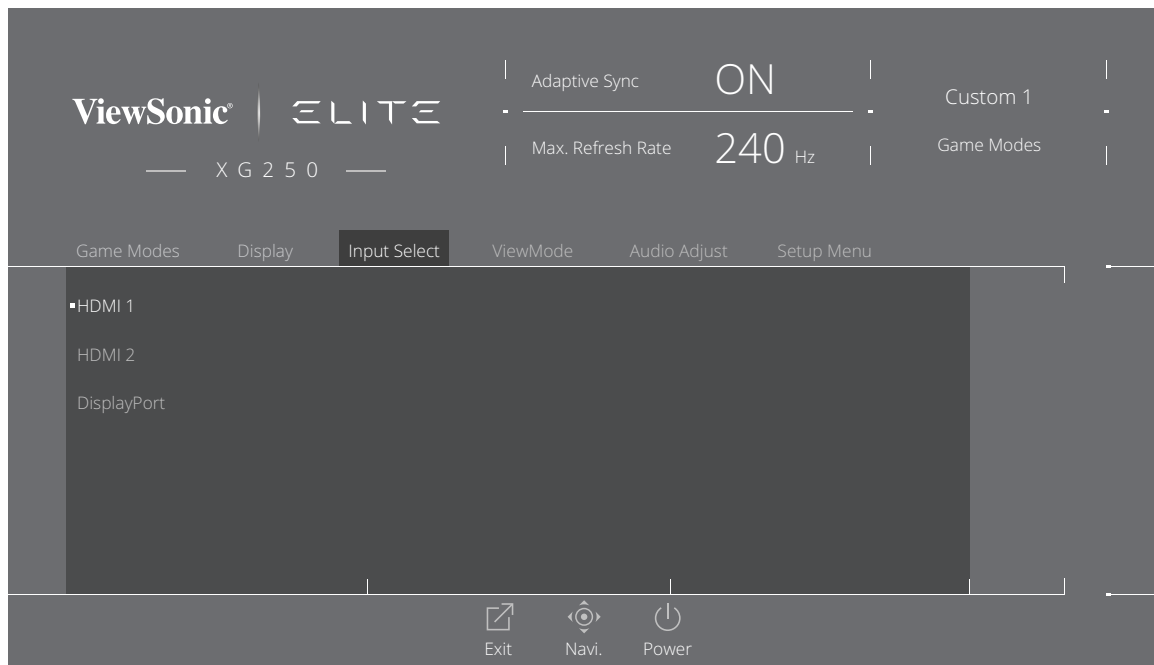 ViewSonic® ELITE
XG250
Adaptive Sync ON
Max. Refresh Rate 240 Hz
Custom 1
Game Modes
Game Modes Display Input Select ViewMode Audio Adjust Setup Menu
HDMI 1
HDMI 2
DisplayPort
Exit Navi. Power